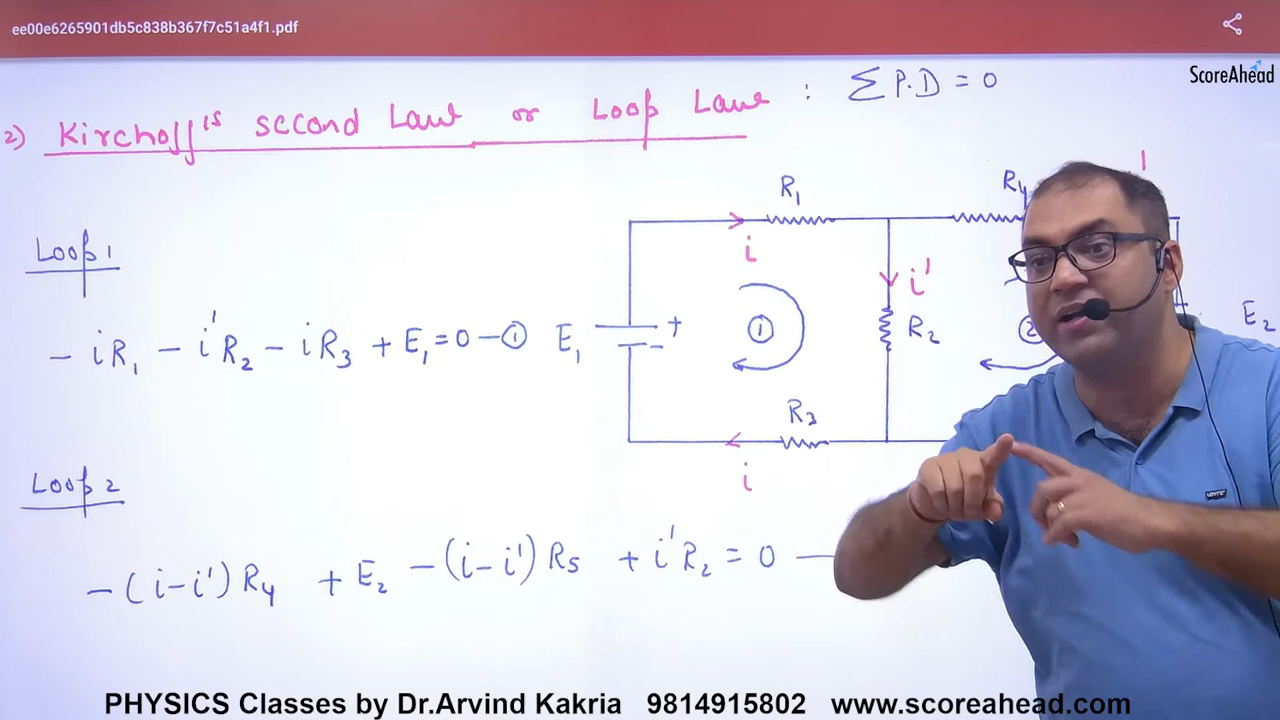 ee00e6265901db5c838b367f7c51a4f1.pdf
ScoreAhead
2) Kirchoff's second Law or Loop Law : ΣP.D = 0
R₁
R₄
i
Loop 1
i'
- iR₁ - i'R₂ - iR₃ + E₁ = 0 — ①
E₁
+
-
①
R₂
②
E₂
R₃
i
Loop 2
- (i-i')R₄ + E₂ - (i-i')R₅ + i'R₂ = 0 —
LEVI'S
PHYSICS Classes by Dr.Arvind Kakria 9814915802 www.scoreahead.com